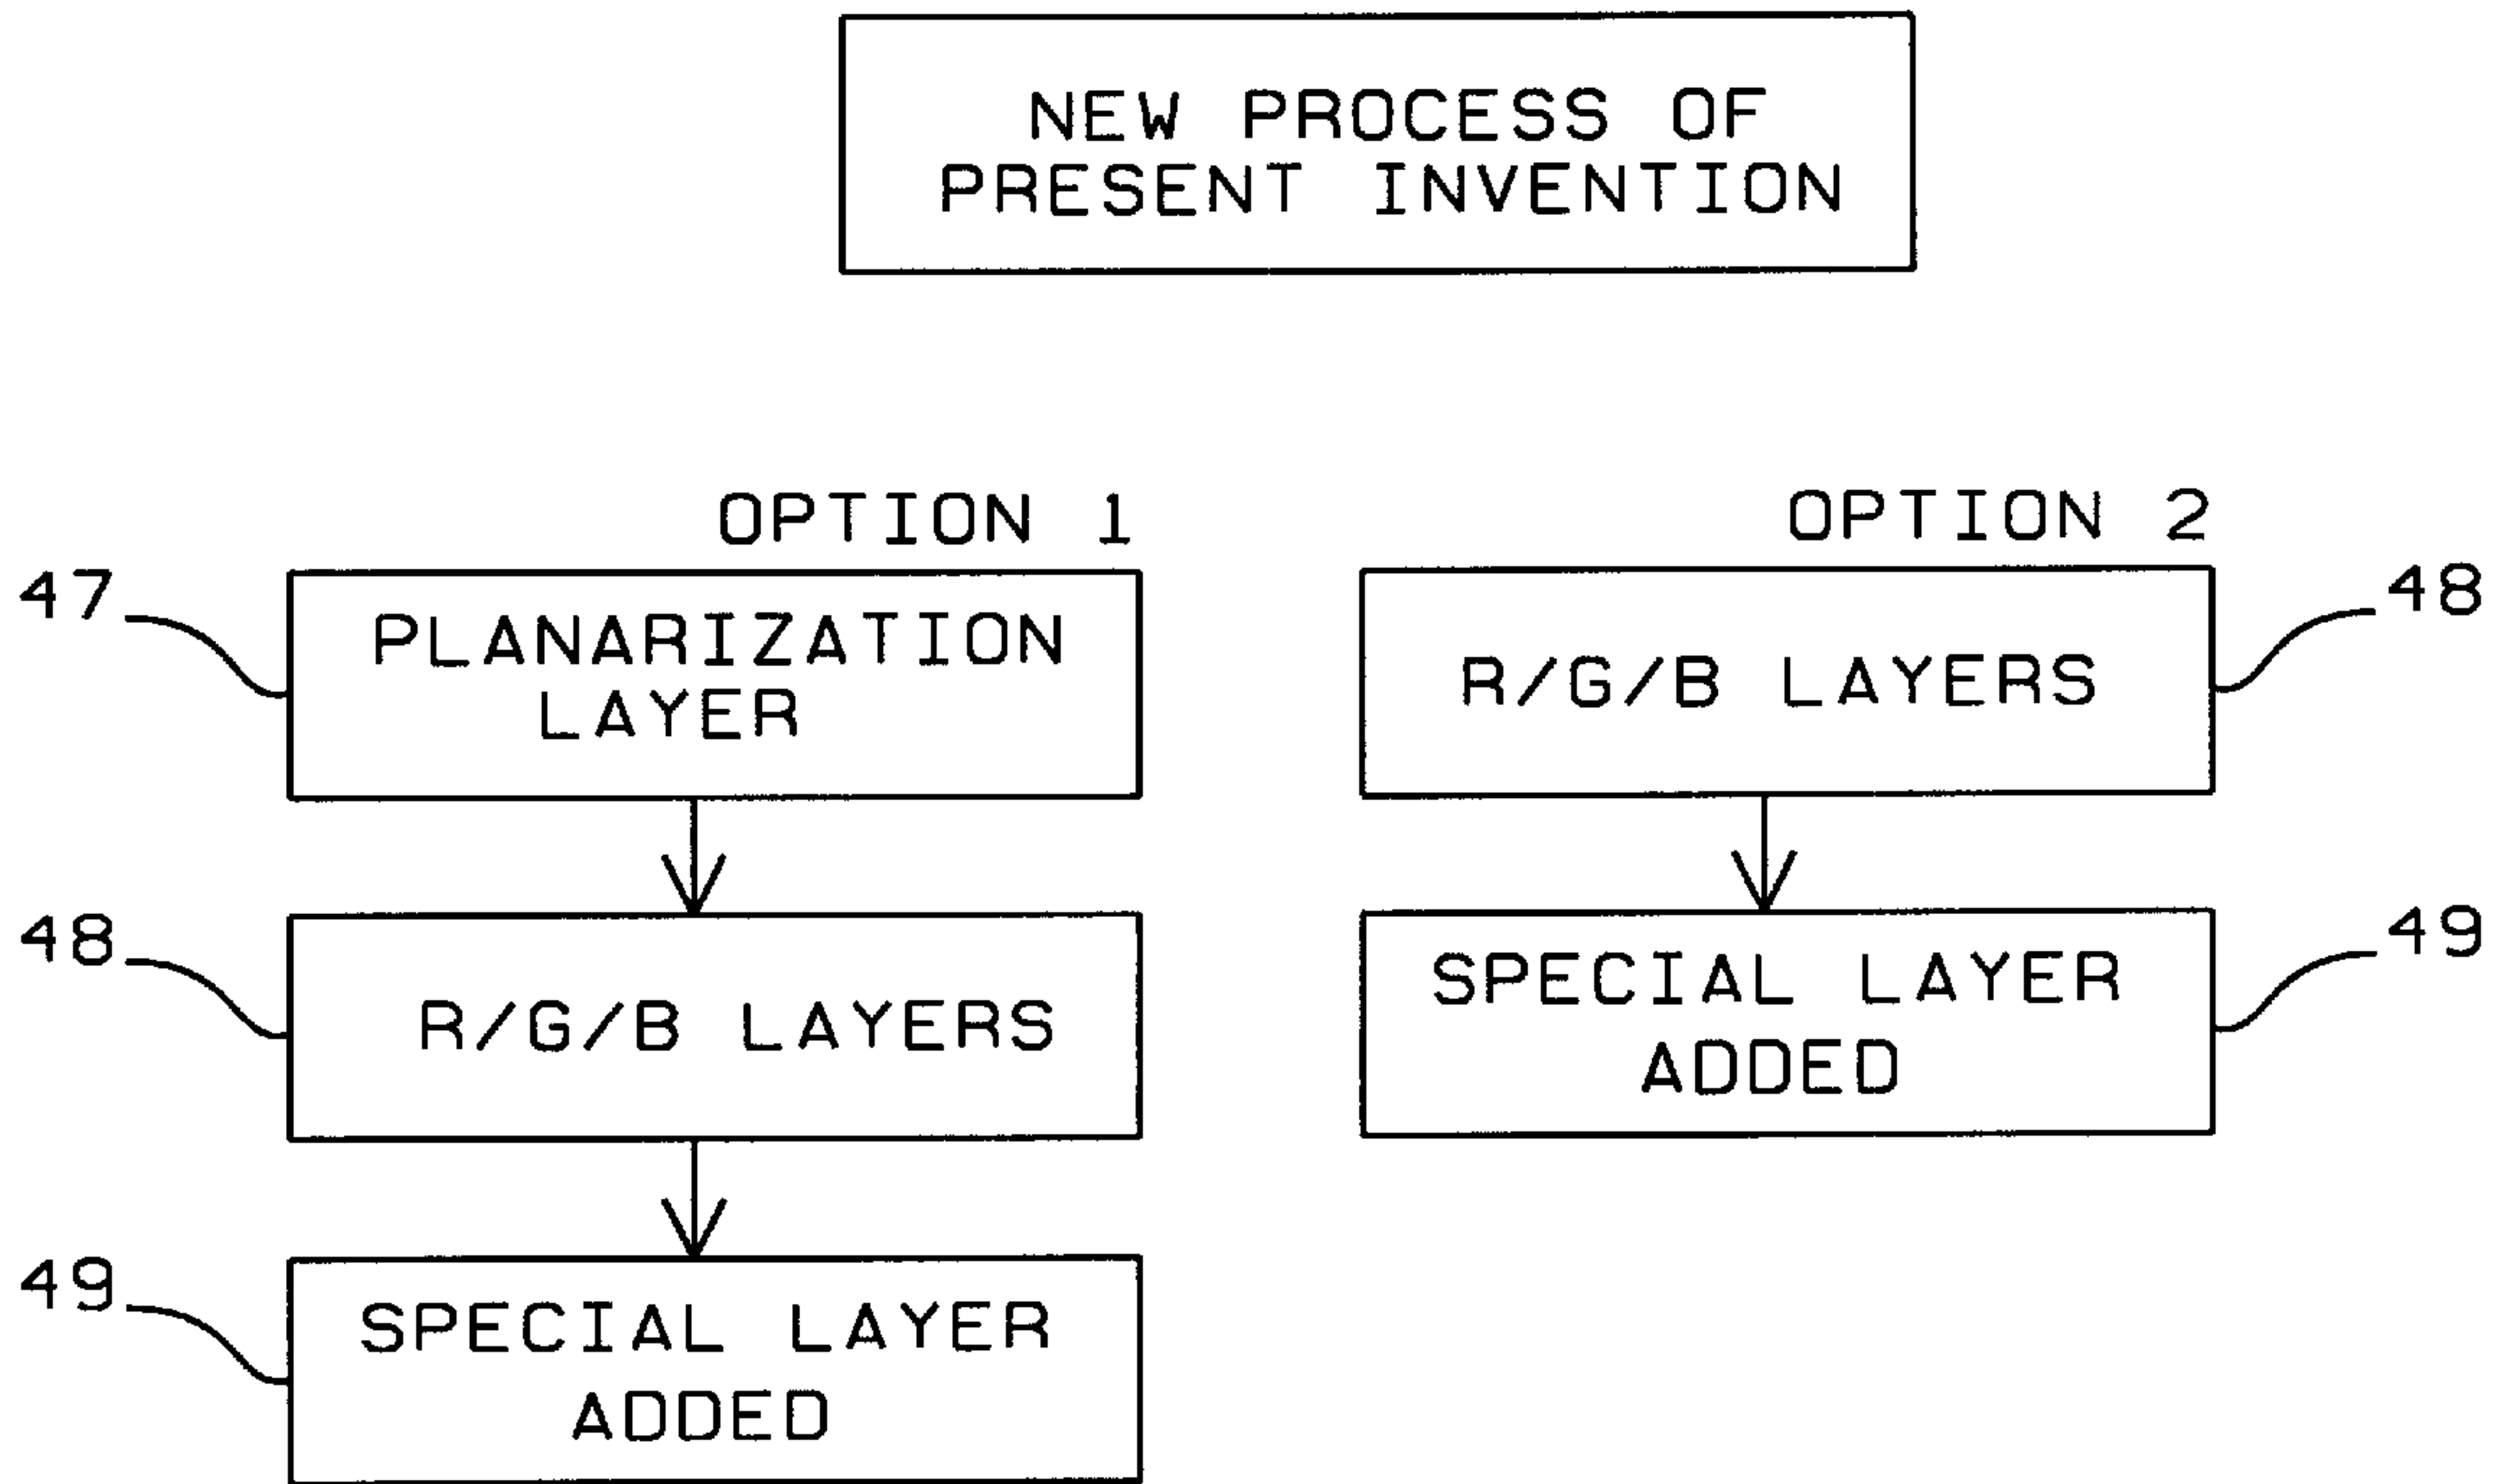 NEW PROCESS OF
PRESENT INVENTION
OPTION 1
47
PLANARIZATION
LAYER
48
R/G/B LAYERS
49
SPECIAL LAYER
ADDED
OPTION 2
48
R/G/B LAYERS
49
SPECIAL LAYER
ADDED